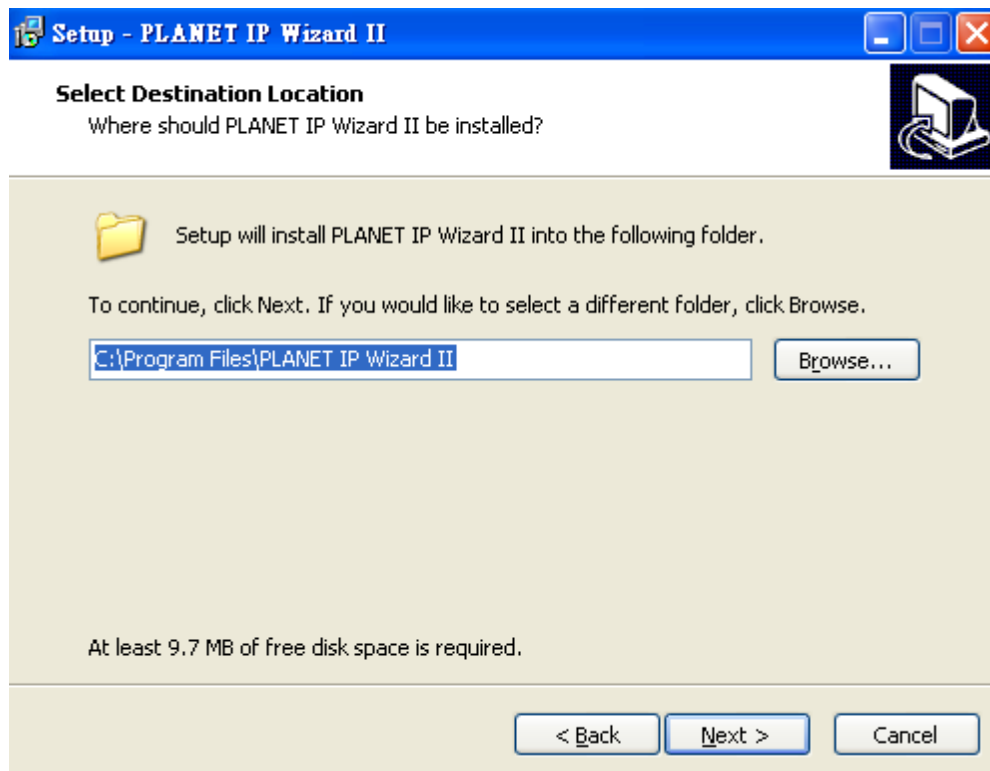 Setup - PLANET IP Wizard II
Select Destination Location
Where should PLANET IP Wizard II be installed?
Setup will install PLANET IP Wizard II into the following folder.
To continue, click Next. If you would like to select a different folder, click Browse.
C:\Program Files\PLANET IP Wizard II
Browse...
At least 9.7 MB of free disk space is required.
< Back
Next >
Cancel